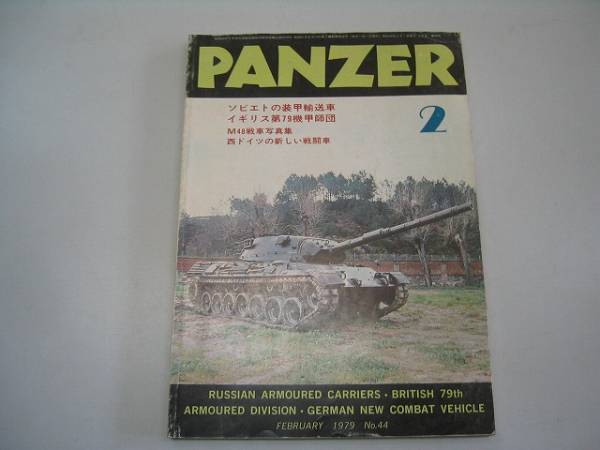 PANZER
ソビエトの装甲輸送車
イギリス第79機甲師団
M48戦車写真集
西ドイツの新しい戦闘車
2
RUSSIAN ARMOURED CARRIERS・BRITISH 79th
ARMOURED DIVISION・GERMAN NEW COMBAT VEHICLE
FEBRUARY 1979 No.44